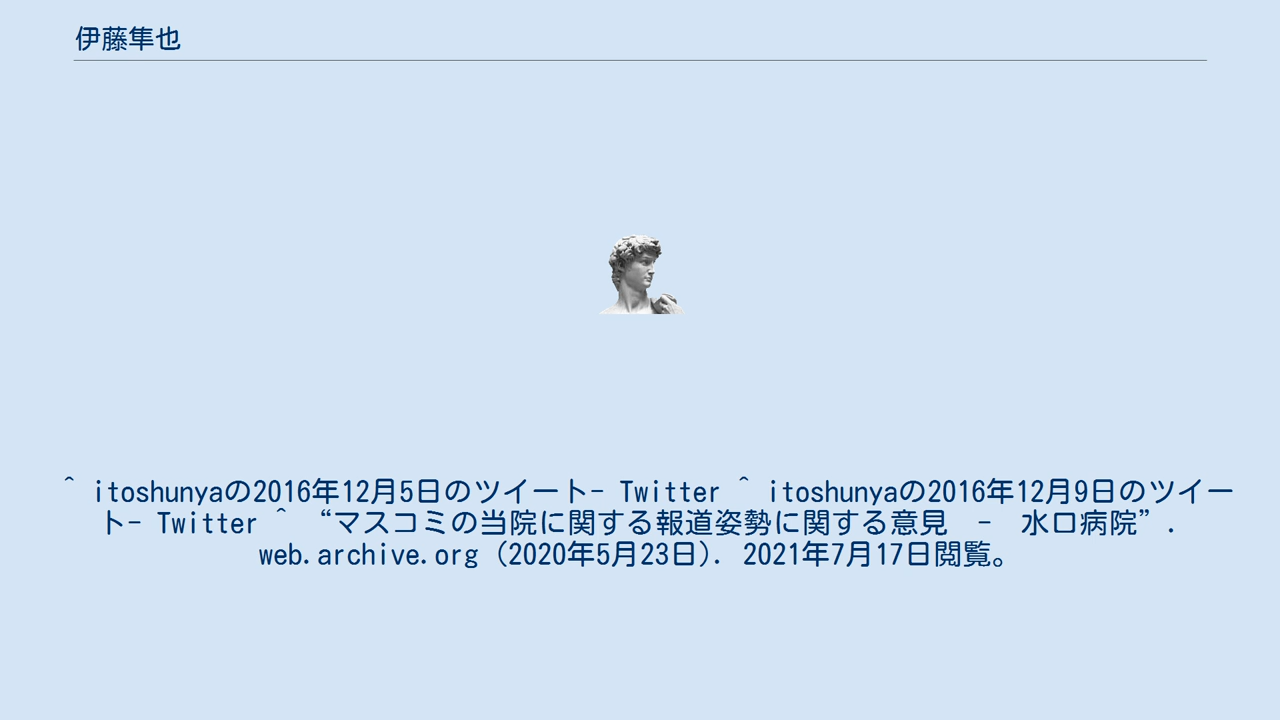 伊藤隼也
^ itoshunyaの2016年12月5日のツイート- Twitter ^ itoshunyaの2016年12月9日のツイー
ト- Twitter ^ “マスコミの当院に関する報道姿勢に関する意見　-　水口病院”.
web.archive.org (2020年5月23日). 2021年7月17日閲覧。